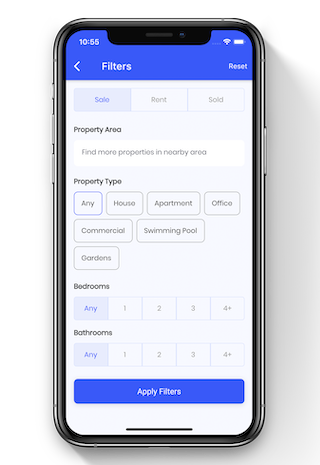 10:55
Filters Reset
Sale Rent Sold
Property Area
Find more properties in nearby area
Property Type
Any House Apartment Office
Commercial Swimming Pool
Gardens
Bedrooms
Any 1 2 3 4+
Bathrooms
Any 1 2 3 4+
Apply Filters